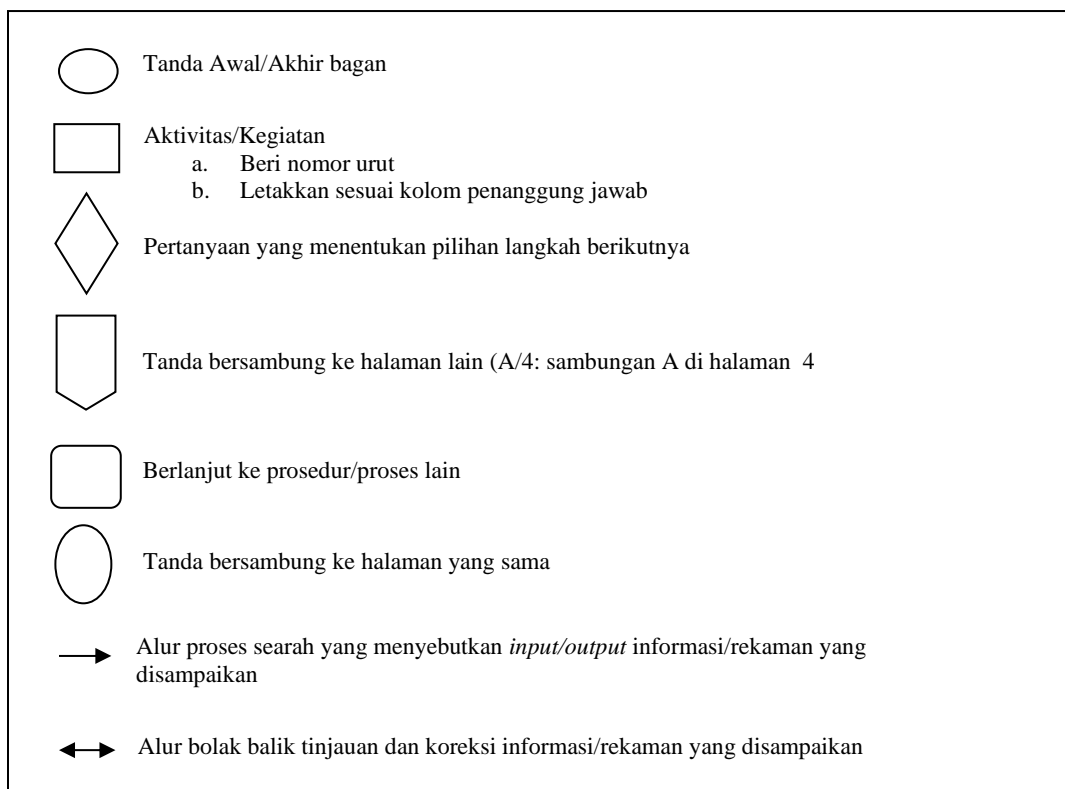 Tanda Awal/Akhir bagan
Aktivitas/Kegiatan
a. Beri nomor urut
b. Letakkan sesuai kolom penanggung jawab
Pertanyaan yang menentukan pilihan langkah berikutnya
Tanda bersambung ke halaman lain (A/4: sambungan A di halaman 4
Berlanjut ke prosedur/proses lain
Tanda bersambung ke halaman yang sama
Alur proses searah yang menyebutkan input/output informasi/rekaman yang
disampaikan
Alur bolak balik tinjauan dan koreksi informasi/rekaman yang disampaikan